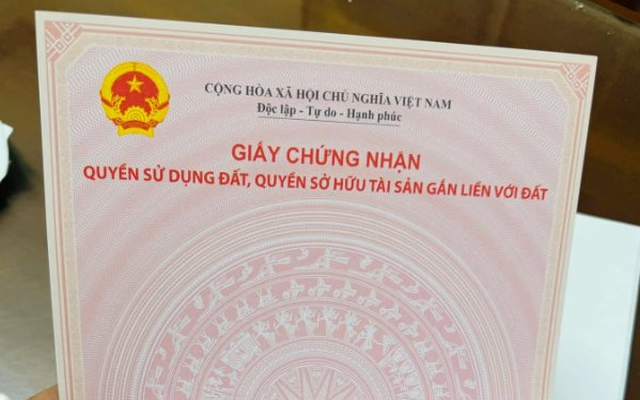 CỘNG HÒA XÃ HỘI CHỦ NGHĨA VIỆT NAM
Độc lập - Tự do - Hạnh phúc
GIẤY CHỨNG NHẬN
QUYỀN SỬ DỤNG ĐẤT, QUYỀN SỞ HỮU TÀI SẢN GẮN LIỀN VỚI ĐẤT